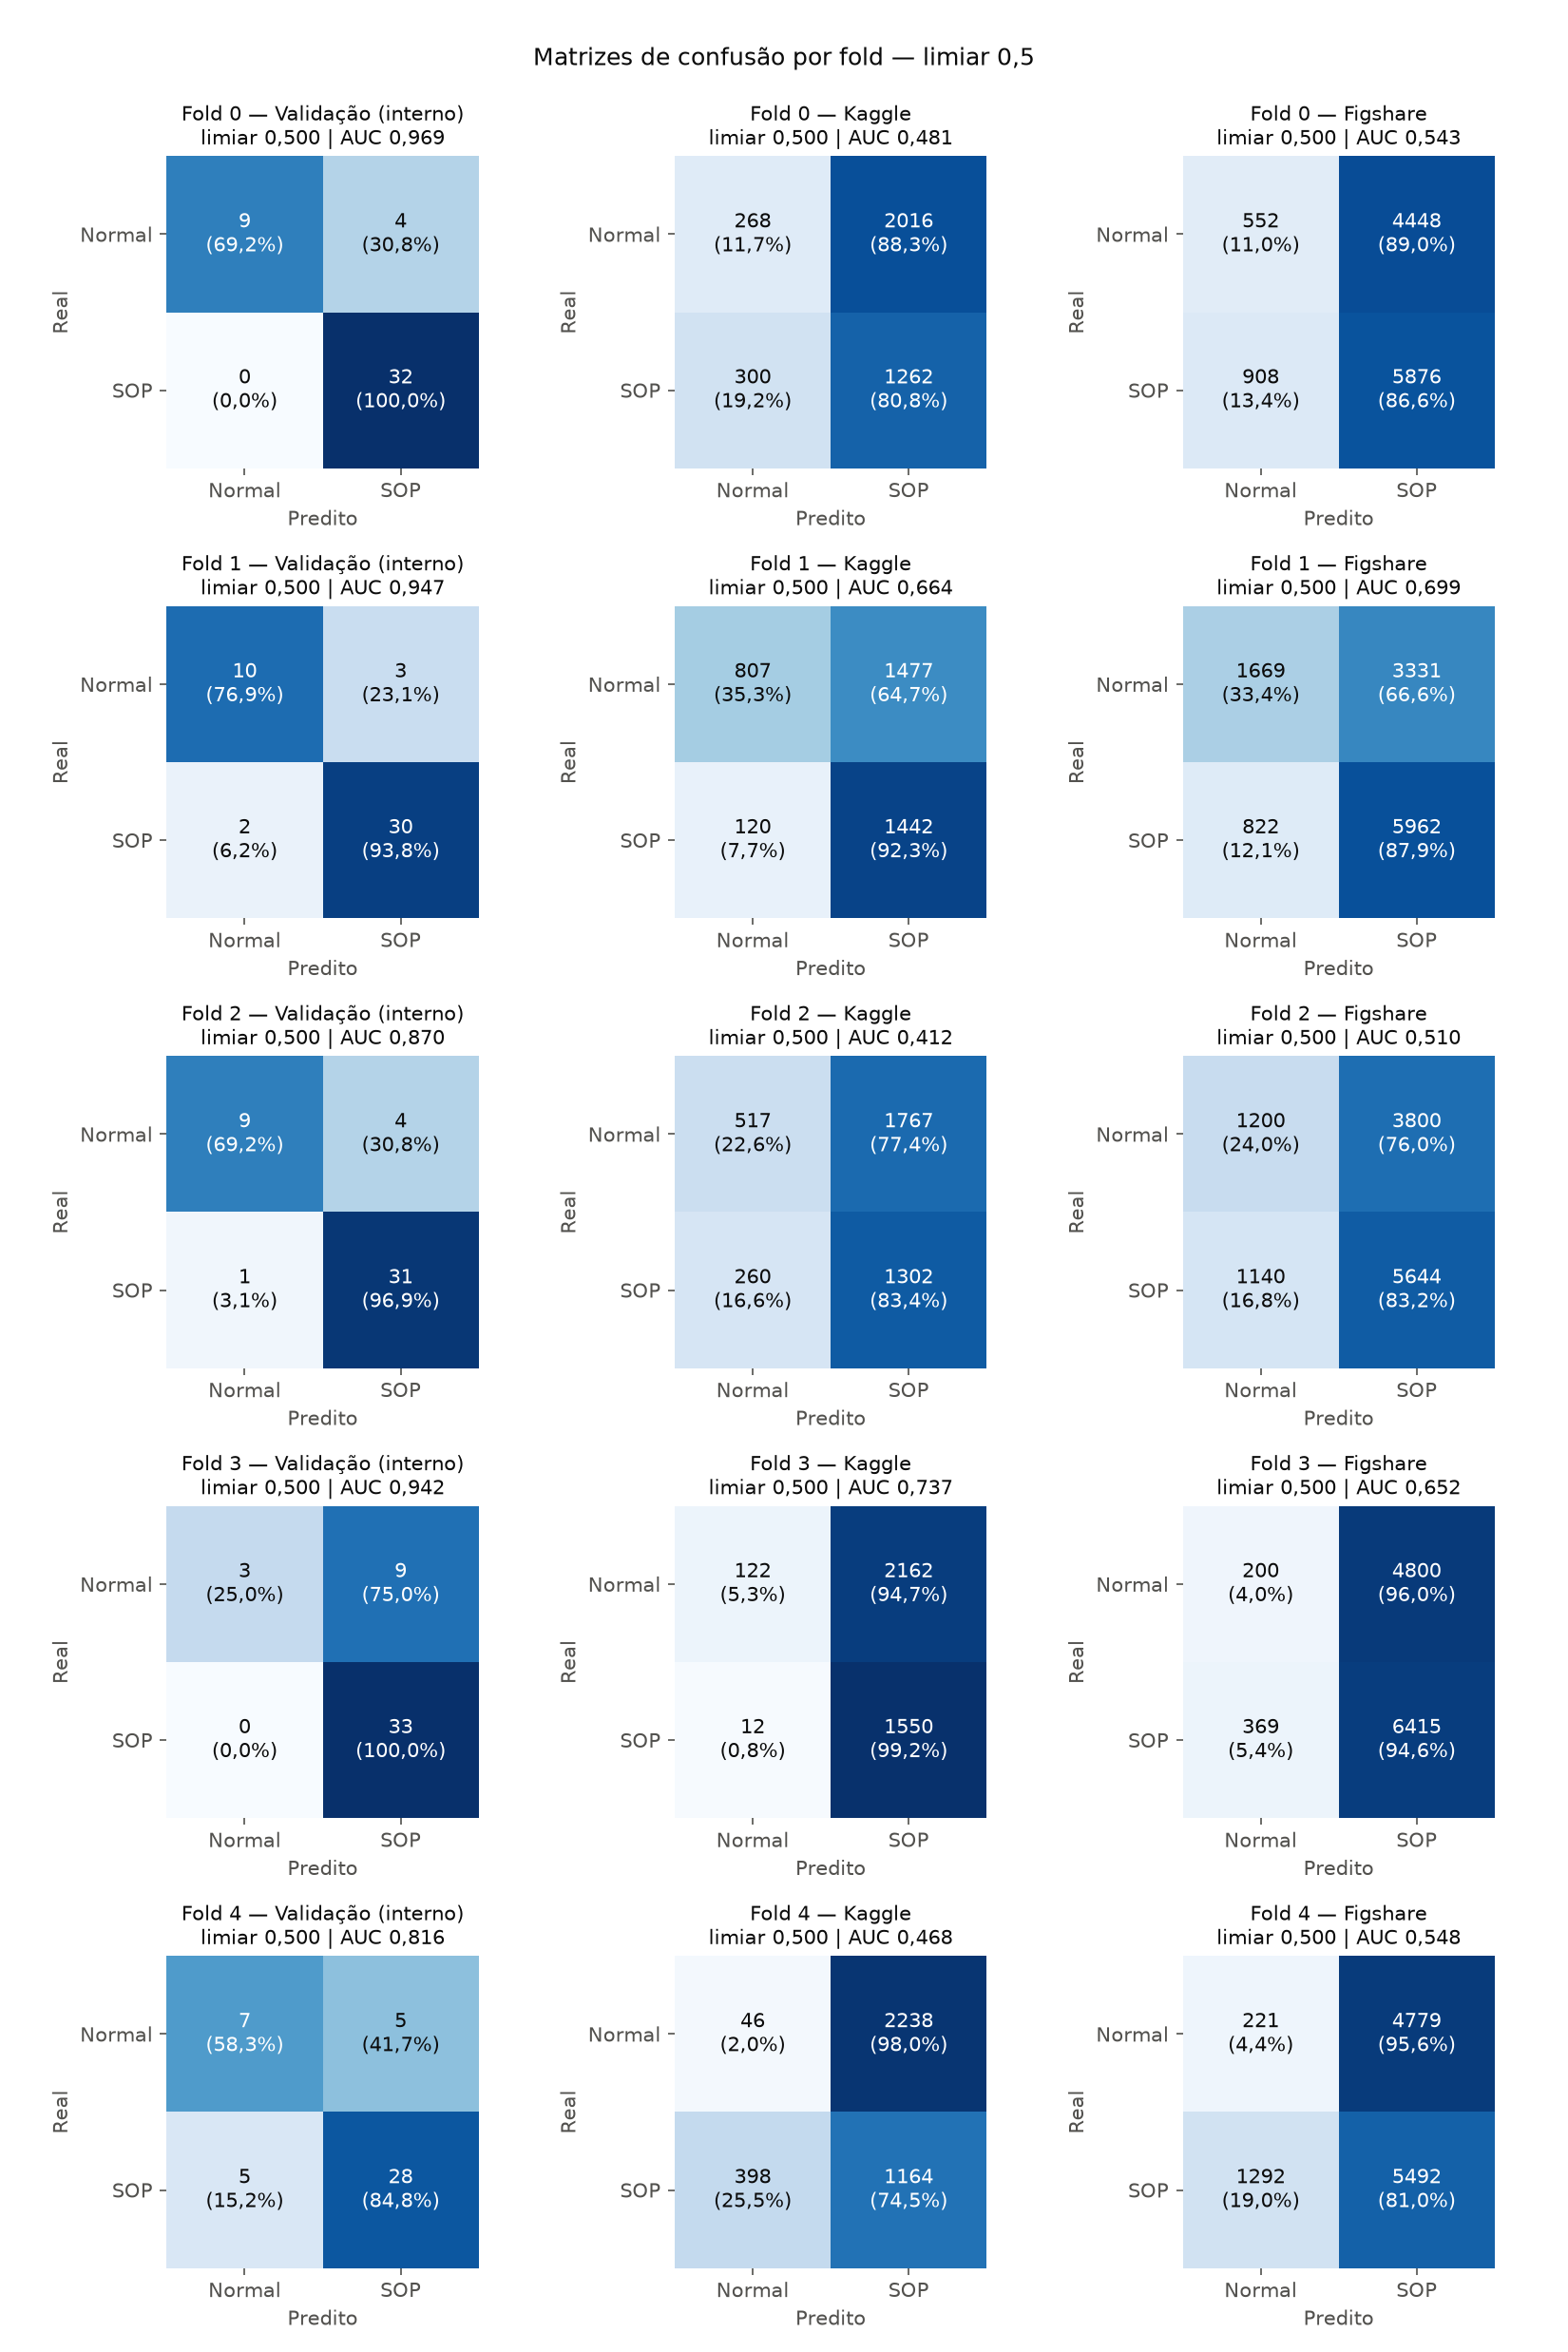 Matrizes de confusão por fold — limiar 0,5
Fold 0 — Validação (interno)
limiar 0,500 | AUC 0,969
Real
Normal
SOP
9
(69,2%)
4
(30,8%)
0
(0,0%)
32
(100,0%)
Normal
SOP
Predito
Fold 0 — Kaggle
limiar 0,500 | AUC 0,481
Real
Normal
SOP
268
(11,7%)
2016
(88,3%)
300
(19,2%)
1262
(80,8%)
Normal
SOP
Predito
Fold 0 — Figshare
limiar 0,500 | AUC 0,543
Real
Normal
SOP
552
(11,0%)
4448
(89,0%)
908
(13,4%)
5876
(86,6%)
Normal
SOP
Predito
Fold 1 — Validação (interno)
limiar 0,500 | AUC 0,947
Real
Normal
SOP
10
(76,9%)
3
(23,1%)
2
(6,2%)
30
(93,8%)
Normal
SOP
Predito
Fold 1 — Kaggle
limiar 0,500 | AUC 0,664
Real
Normal
SOP
807
(35,3%)
1477
(64,7%)
120
(7,7%)
1442
(92,3%)
Normal
SOP
Predito
Fold 1 — Figshare
limiar 0,500 | AUC 0,699
Real
Normal
SOP
1669
(33,4%)
3331
(66,6%)
822
(12,1%)
5962
(87,9%)
Normal
SOP
Predito
Fold 2 — Validação (interno)
limiar 0,500 | AUC 0,870
Real
Normal
SOP
9
(69,2%)
4
(30,8%)
1
(3,1%)
31
(96,9%)
Normal
SOP
Predito
Fold 2 — Kaggle
limiar 0,500 | AUC 0,412
Real
Normal
SOP
517
(22,6%)
1767
(77,4%)
260
(16,6%)
1302
(83,4%)
Normal
SOP
Predito
Fold 2 — Figshare
limiar 0,500 | AUC 0,510
Real
Normal
SOP
1200
(24,0%)
3800
(76,0%)
1140
(16,8%)
5644
(83,2%)
Normal
SOP
Predito
Fold 3 — Validação (interno)
limiar 0,500 | AUC 0,942
Real
Normal
SOP
3
(25,0%)
9
(75,0%)
0
(0,0%)
33
(100,0%)
Normal
SOP
Predito
Fold 3 — Kaggle
limiar 0,500 | AUC 0,737
Real
Normal
SOP
122
(5,3%)
2162
(94,7%)
12
(0,8%)
1550
(99,2%)
Normal
SOP
Predito
Fold 3 — Figshare
limiar 0,500 | AUC 0,652
Real
Normal
SOP
200
(4,0%)
4800
(96,0%)
369
(5,4%)
6415
(94,6%)
Normal
SOP
Predito
Fold 4 — Validação (interno)
limiar 0,500 | AUC 0,816
Real
Normal
SOP
7
(58,3%)
5
(41,7%)
5
(15,2%)
28
(84,8%)
Normal
SOP
Predito
Fold 4 — Kaggle
limiar 0,500 | AUC 0,468
Real
Normal
SOP
46
(2,0%)
2238
(98,0%)
398
(25,5%)
1164
(74,5%)
Normal
SOP
Predito
Fold 4 — Figshare
limiar 0,500 | AUC 0,548
Real
Normal
SOP
221
(4,4%)
4779
(95,6%)
1292
(19,0%)
5492
(81,0%)
Normal
SOP
Predito